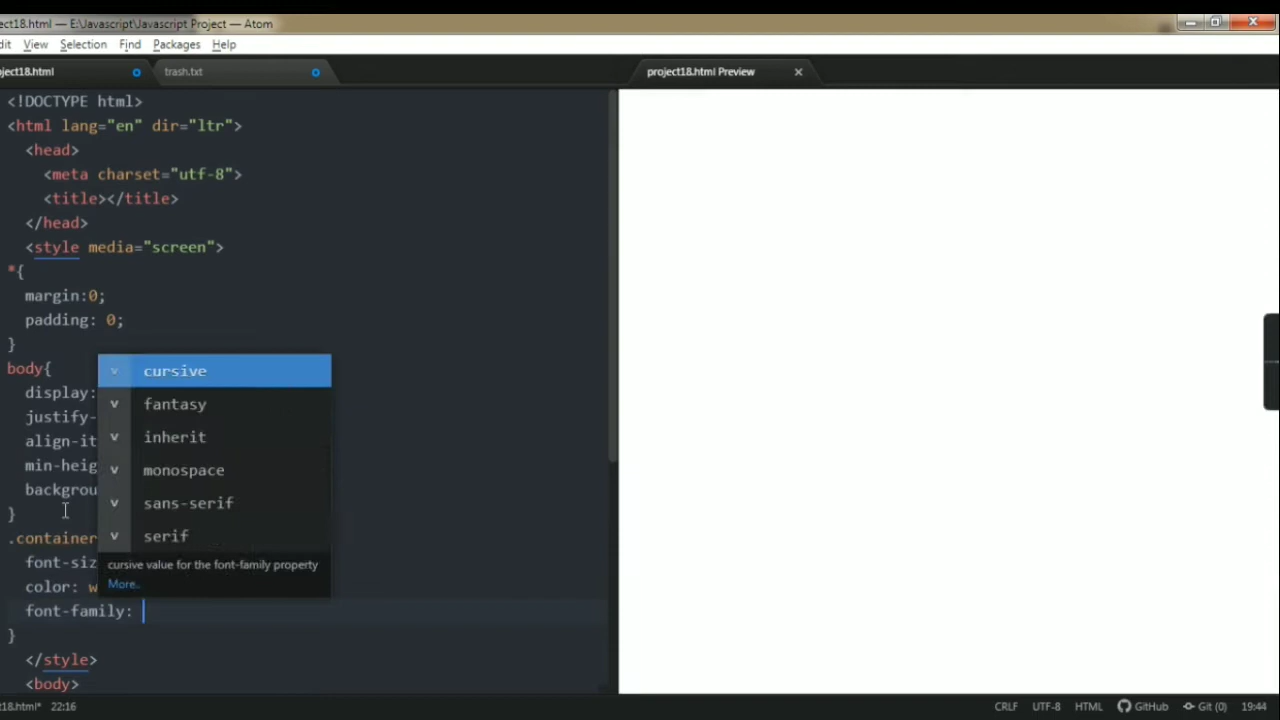 ect18.html — E:\Javascript\Javascript Project — Atom
dit View Selection Find Packages Help
ject18.html trash.txt project18.html Preview
<!DOCTYPE html>
<html lang="en" dir="ltr">
<head>
<meta charset="utf-8">
<title></title>
</head>
<style media="screen">
*{
margin:0;
padding: 0;
}
body{
display:
justify-
align-it
min-heig
backgrou
}
.container
font-siz
color: w
font-family:
}
</style>
<body>
v cursive
v fantasy
v inherit
v monospace
v sans-serif
v serif
cursive value for the font-family property
More..
18.html* 22:16 CRLF UTF-8 HTML GitHub Git (0) 19:44